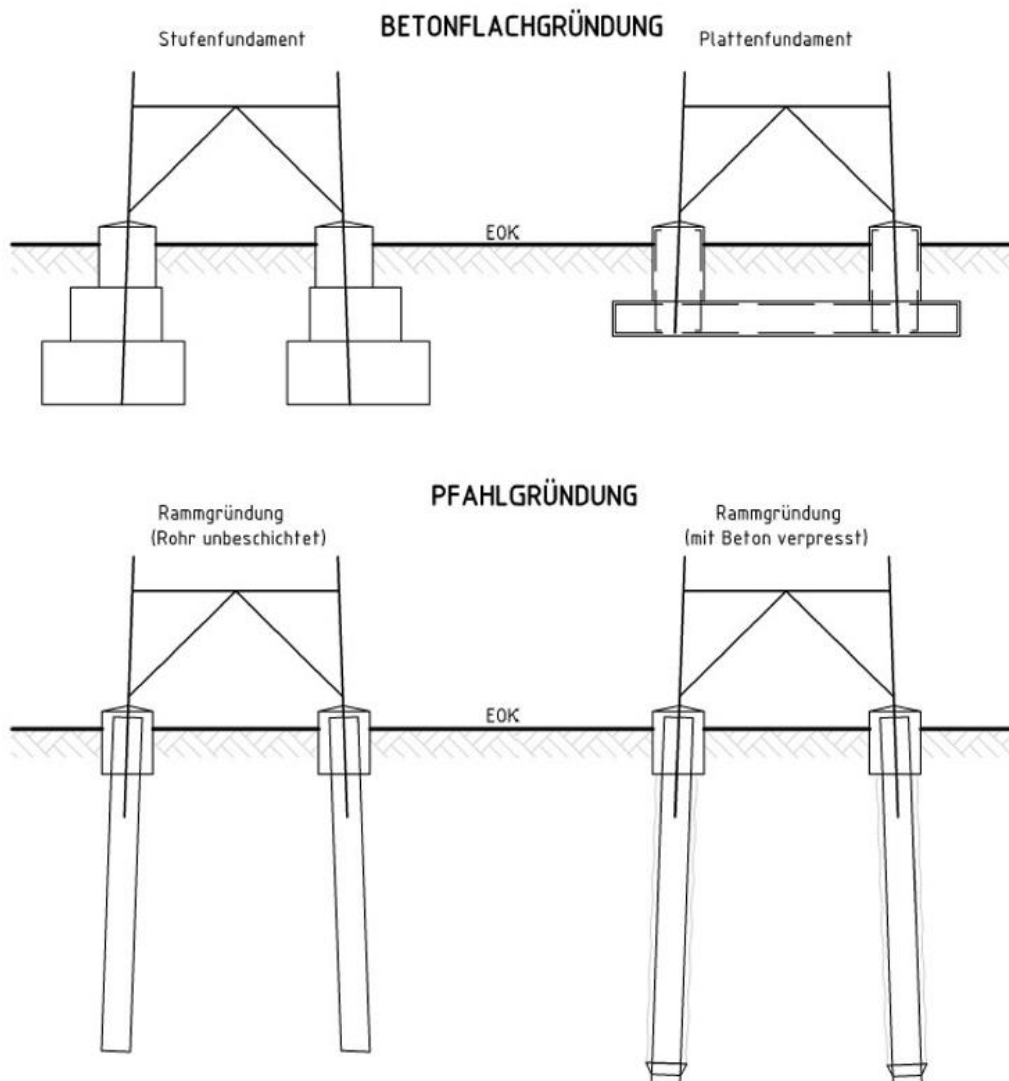 BETONFLACHGRÜNDUNG
Stufenfundament
Plattenfundament
EOK
PFAHLGRÜNDUNG
Rammgründung
(Rohr unbeschichtet)
Rammgründung
(mit Beton verpresst)
EOK